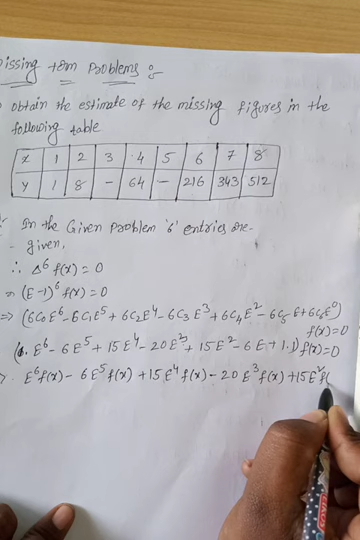 issing term Problems :-
obtain the estimate of the missing figures in the
following table
x 1 2 3 4 5 6 7 8
y 1 8 - 64 - 216 343 512
In the Given Problem '6' entries are
given.
∴ Δ⁶ f(x) = 0
⇒ (E-1)⁶ f(x) = 0
⇒ (6C₀E⁶ - 6C₁E⁵ + 6C₂E⁴ - 6C₃E³ + 6C₄E² - 6C₅E + 6C₆E⁰)
f(x) = 0
(1. E⁶ - 6E⁵ + 15E⁴ - 20E³ + 15E² - 6E + 1.1) f(x) = 0
E⁶f(x) - 6E⁵f(x) + 15E⁴f(x) - 20E³f(x) + 15E²f(